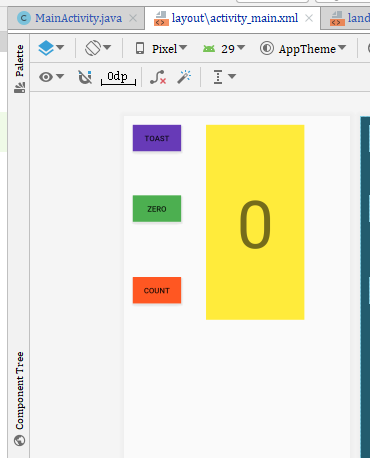 MainActivity.java
layout\activity_main.xml
land
Palette
Pixel
29
AppTheme
0dp
TOAST
ZERO
COUNT
0
Component Tree